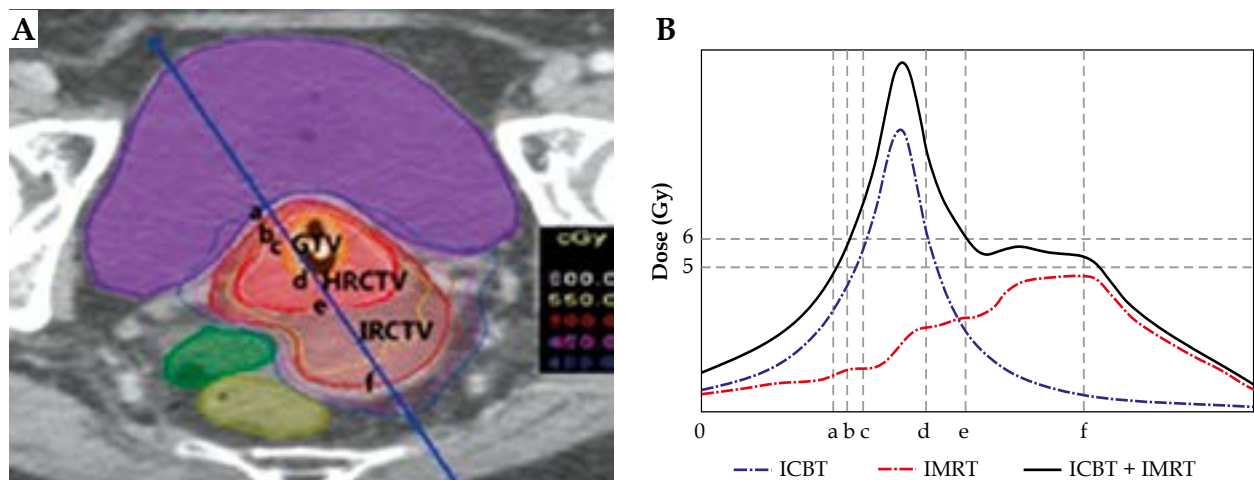 A
a
b
c
GTV
d
HRCTV
e
IRCTV
f
cGy
B
Dose (Gy)
6
5
0 a b c d e f
ICBT IMRT ICBT + IMRT